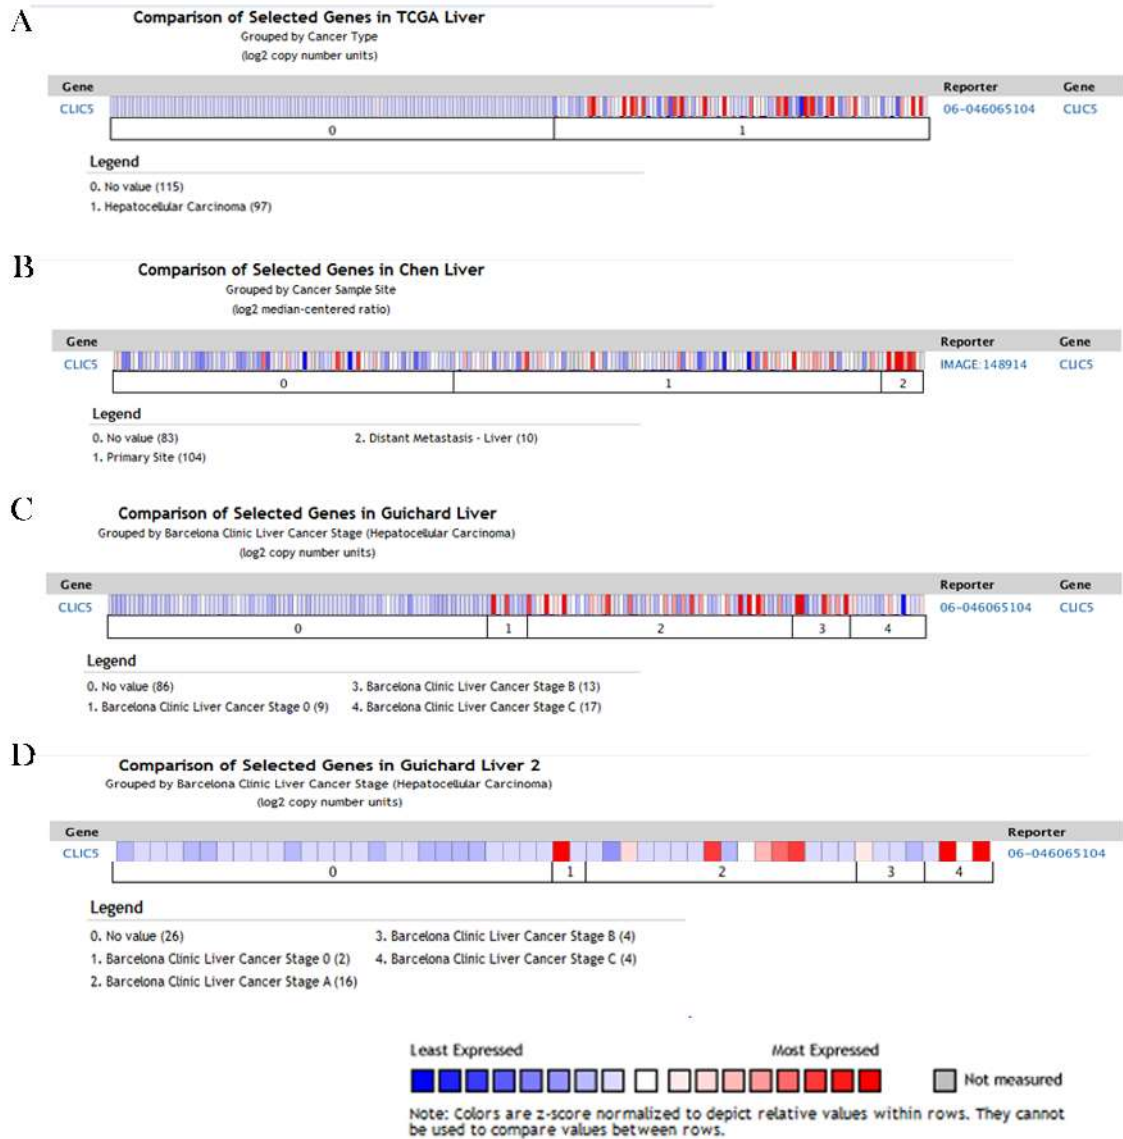 A
Comparison of Selected Genes in TCGA Liver
Grouped by Cancer Type
(log2 copy number units)
Gene Reporter Gene
CLIC5 06-046065104 CLIC5
0 1
Legend
0. No value (115)
1. Hepatocellular Carcinoma (97)
B
Comparison of Selected Genes in Chen Liver
Grouped by Cancer Sample Site
(log2 median-centered ratio)
Gene Reporter Gene
CLIC5 IMAGE:148914 CLIC5
0 1 2
Legend
0. No value (83) 2. Distant Metastasis - Liver (10)
1. Primary Site (104)
C
Comparison of Selected Genes in Guichard Liver
Grouped by Barcelona Clinic Liver Cancer Stage (Hepatocellular Carcinoma)
(log2 copy number units)
Gene Reporter Gene
CLIC5 06-046065104 CLIC5
0 1 2 3 4
Legend
0. No value (86) 3. Barcelona Clinic Liver Cancer Stage B (13)
1. Barcelona Clinic Liver Cancer Stage 0 (9) 4. Barcelona Clinic Liver Cancer Stage C (17)
D
Comparison of Selected Genes in Guichard Liver 2
Grouped by Barcelona Clinic Liver Cancer Stage (Hepatocellular Carcinoma)
(log2 copy number units)
Gene Reporter
CLIC5 06-046065104
0 1 2 3 4
Legend
0. No value (26) 3. Barcelona Clinic Liver Cancer Stage B (4)
1. Barcelona Clinic Liver Cancer Stage 0 (2) 4. Barcelona Clinic Liver Cancer Stage C (4)
2. Barcelona Clinic Liver Cancer Stage A (16)
Least Expressed Most Expressed
Not measured
Note: Colors are z-score normalized to depict relative values within rows. They cannot
be used to compare values between rows.